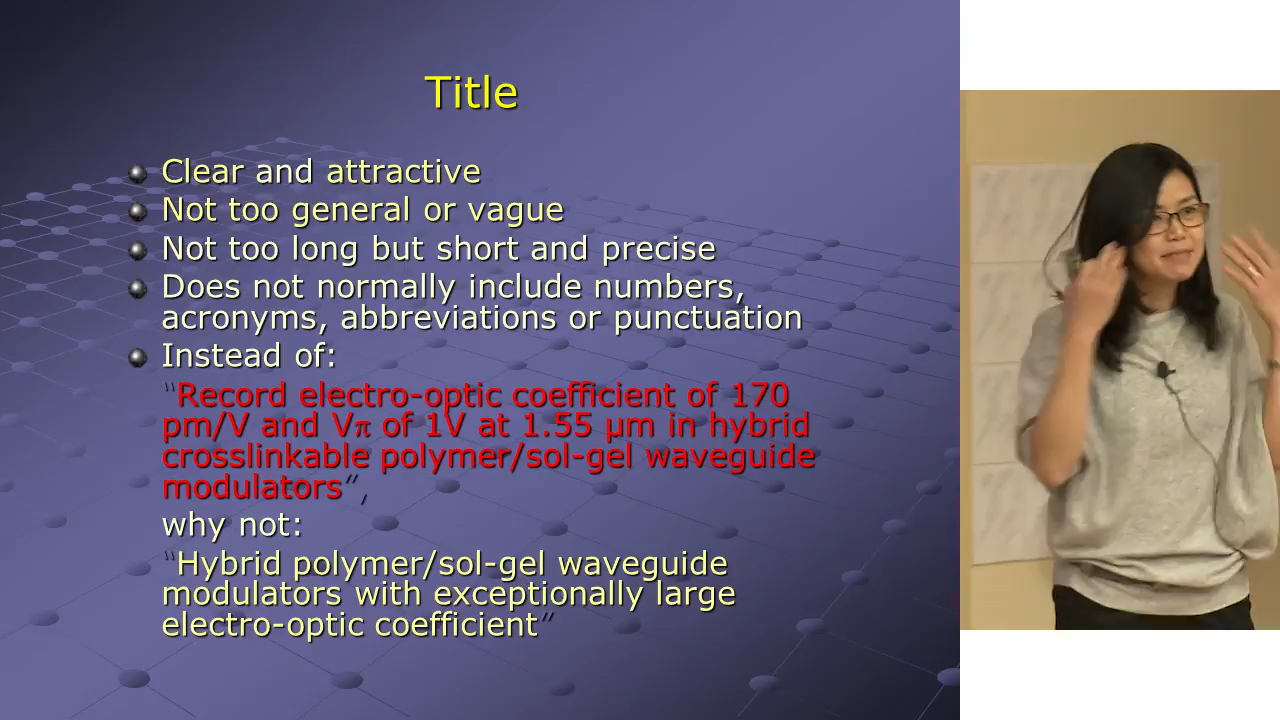 Title
Clear and attractive
Not too general or vague
Not too long but short and precise
Does not normally include numbers,
acronyms, abbreviations or punctuation
Instead of:
“Record electro-optic coefficient of 170
pm/V and Vπ of 1V at 1.55 μm in hybrid
crosslinkable polymer/sol-gel waveguide
modulators”,
why not:
“Hybrid polymer/sol-gel waveguide
modulators with exceptionally large
electro-optic coefficient”